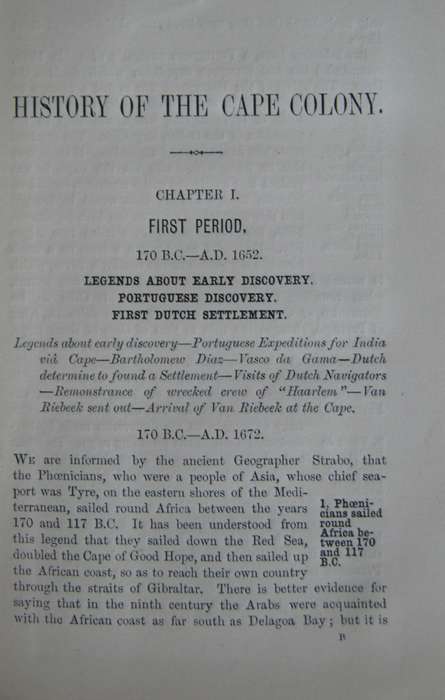 HISTORY OF THE CAPE COLONY.
CHAPTER I.
FIRST PERIOD,
170 B.C.—A.D. 1652.
LEGENDS ABOUT EARLY DISCOVERY.
PORTUGUESE DISCOVERY.
FIRST DUTCH SETTLEMENT.
Legends about early discovery—Portuguese Expeditions for India
viâ Cape—Bartholomew Diaz—Vasco da Gama—Dutch
determine to found a Settlement—Visits of Dutch Navigators
—Remonstrance of wrecked crew of "Haarlem"—Van
Riebeek sent out—Arrival of Van Riebeek at the Cape.
170 B.C.—A.D. 1672.
WE are informed by the ancient Geographer Strabo, that
the Phœnicians, who were a people of Asia, whose chief sea-
port was Tyre, on the eastern shores of the Medi-
terranean, sailed round Africa between the years
170 and 117 B.C. It has been understood from
this legend that they sailed down the Red Sea,
doubled the Cape of Good Hope, and then sailed up
the African coast, so as to reach their own country
through the straits of Gibraltar. There is better evidence for
saying that in the ninth century the Arabs were acquainted
with the African coast as far south as Delagoa Bay; but it is
1. Phœni-
cians sailed
round
Africa be-
tween 170
and 117
B.C.
B